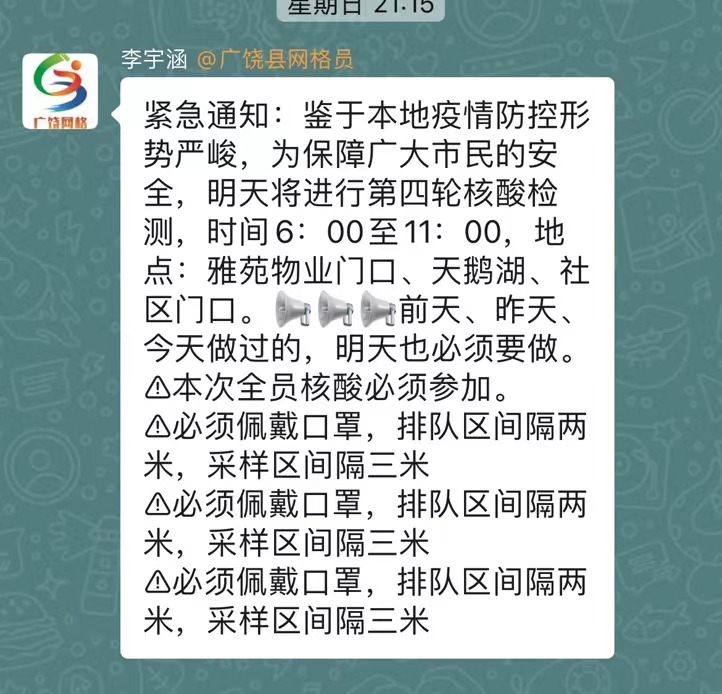 星期日 21:15
李宇涵 @广饶县网格员
广饶网格
紧急通知：鉴于本地疫情防控形
势严峻，为保障广大市民的安
全，明天将进行第四轮核酸检
测，时间6：00至11：00，地
点：雅苑物业门口、天鹅湖、社
区门口。📢📢📢前天、昨天、
今天做过的，明天也必须要做。
⚠本次全员核酸必须参加。
⚠必须佩戴口罩，排队区间隔两
米，采样区间隔三米
⚠必须佩戴口罩，排队区间隔两
米，采样区间隔三米
⚠必须佩戴口罩，排队区间隔两
米，采样区间隔三米